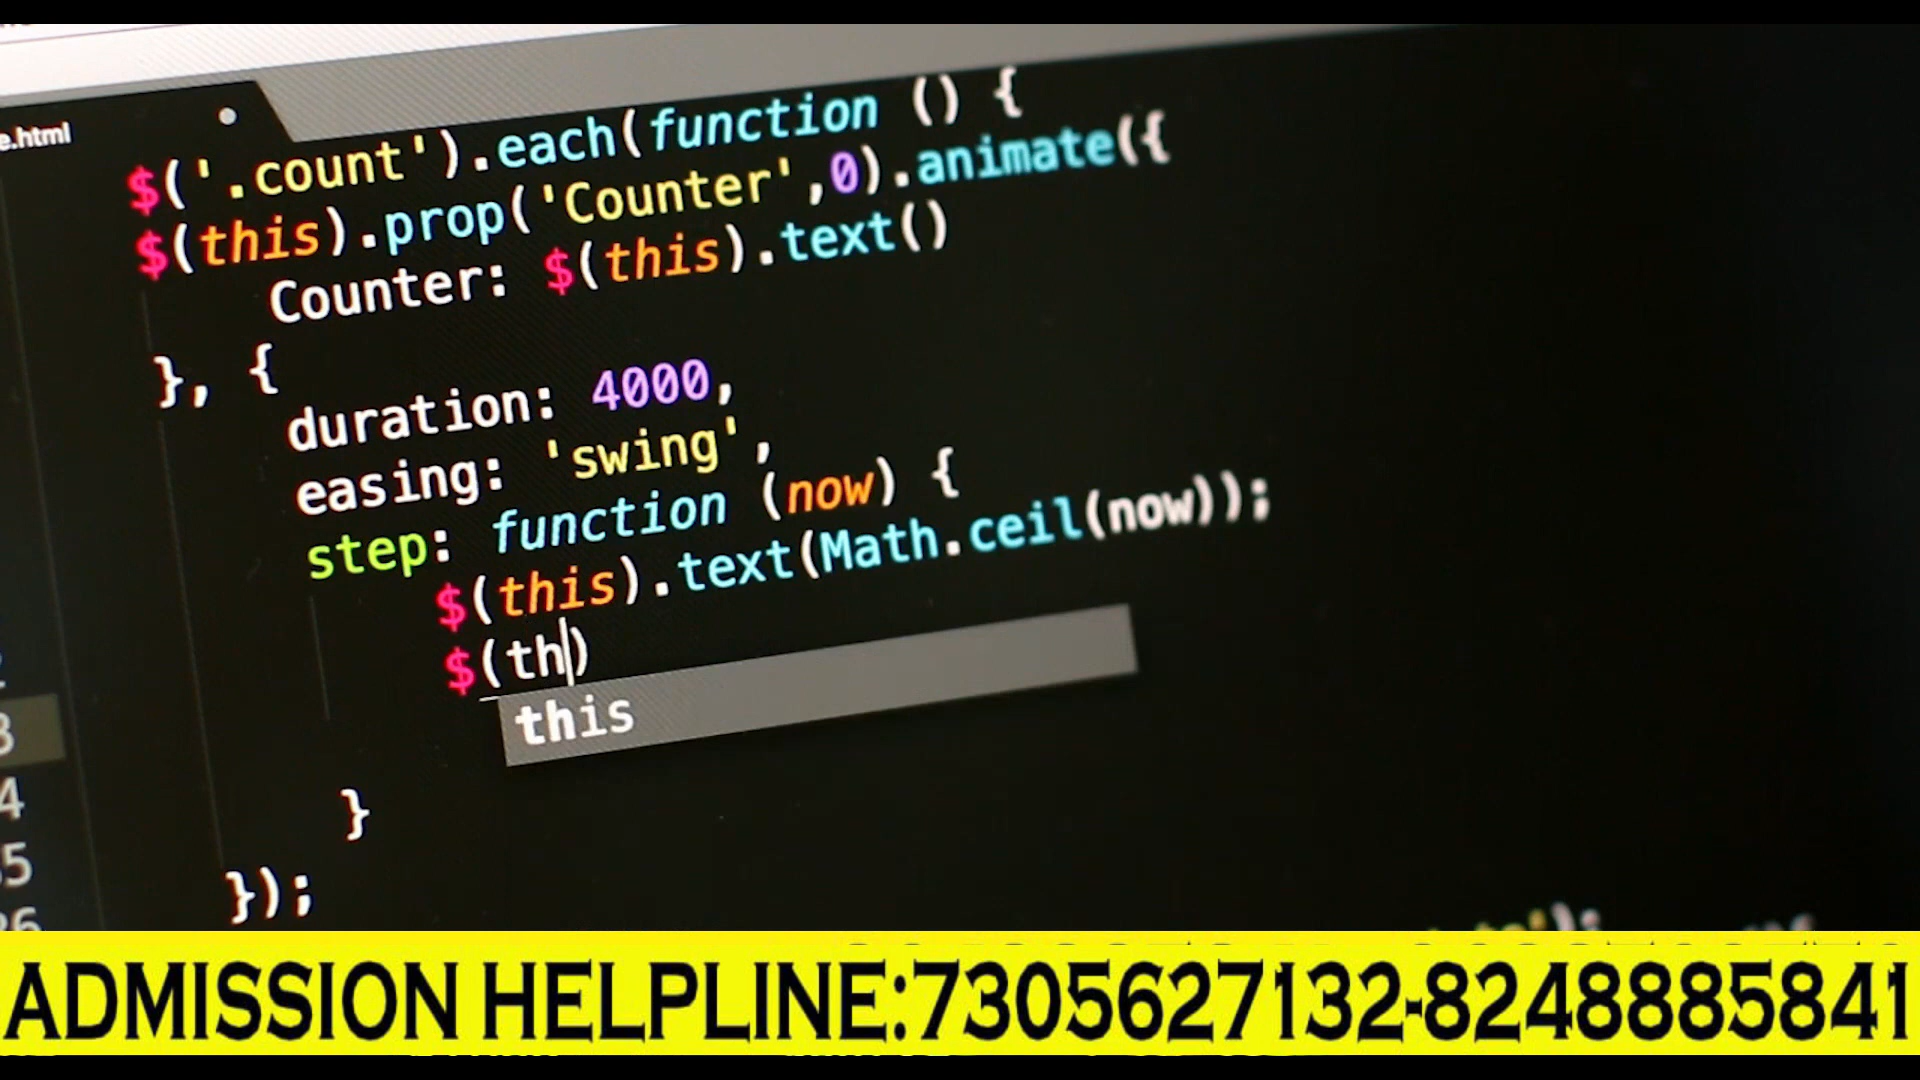 e.html
$('.count').each(function () {
$(this).prop('Counter',0).animate({
Counter: $(this).text()
}, {
duration: 4000,
easing: 'swing',
step: function (now) {
$(this).text(Math.ceil(now));
$(th)
this
3
4
}
5
});
ADMISSION HELPLINE:7305627132-8248885841